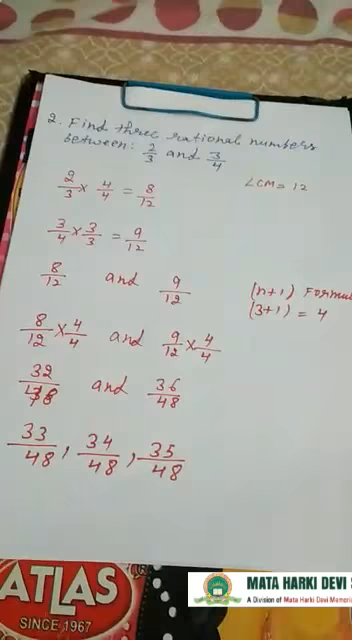 2. Find three rational numbers
between: 2/3 and 3/4
2/3 × 4/4 = 8/12
LCM = 12
3/4 × 3/3 = 9/12
8/12 and 9/12
(n+1) Formul
(3+1) = 4
8/12 × 4/4 and 9/12 × 4/4
32/48 and 36/48
33/48, 34/48, 35/48
ATLAS
SINCE 1967
MATA HARKI DEVI S
A Division of Mata Harki Devi Memoria